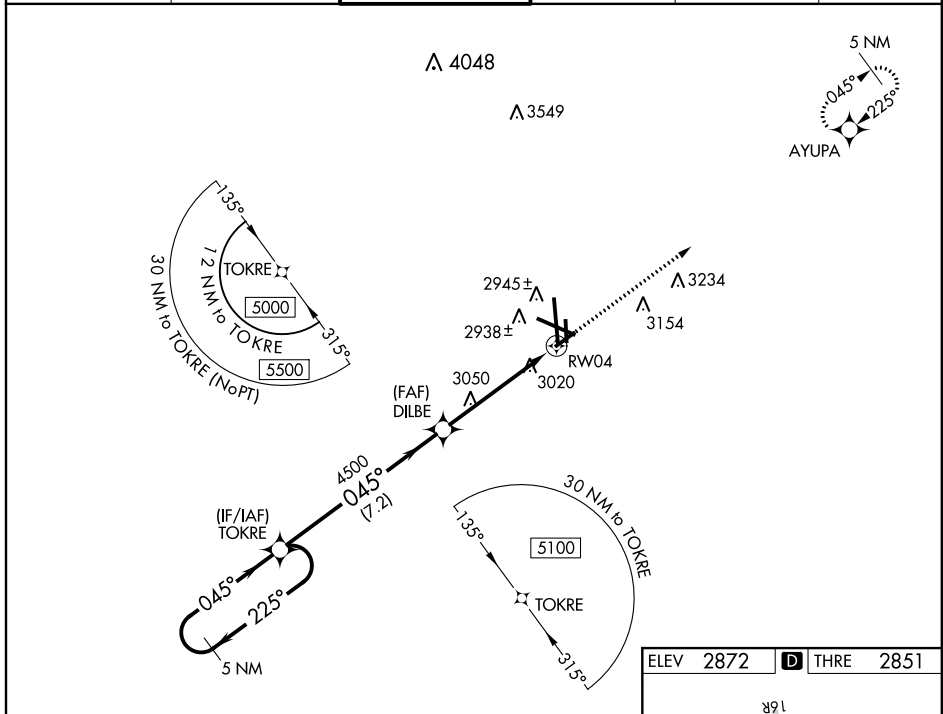 4048
3549
5 NM
045°
225°
AYUPA
135°
TOKRE
12 NM to TOKRE
5000
30 NM to TOKRE (NoPT)
5500
315°
2945±
2938±
3234
3154
RW04
3020
3050
(FAF)
DILBE
4500
045°
(7.2)
(IF/IAF)
TOKRE
045°
225°
5 NM
30 NM to TOKRE
135°
5100
TOKRE
315°
ELEV 2872 D THRE 2851
16R